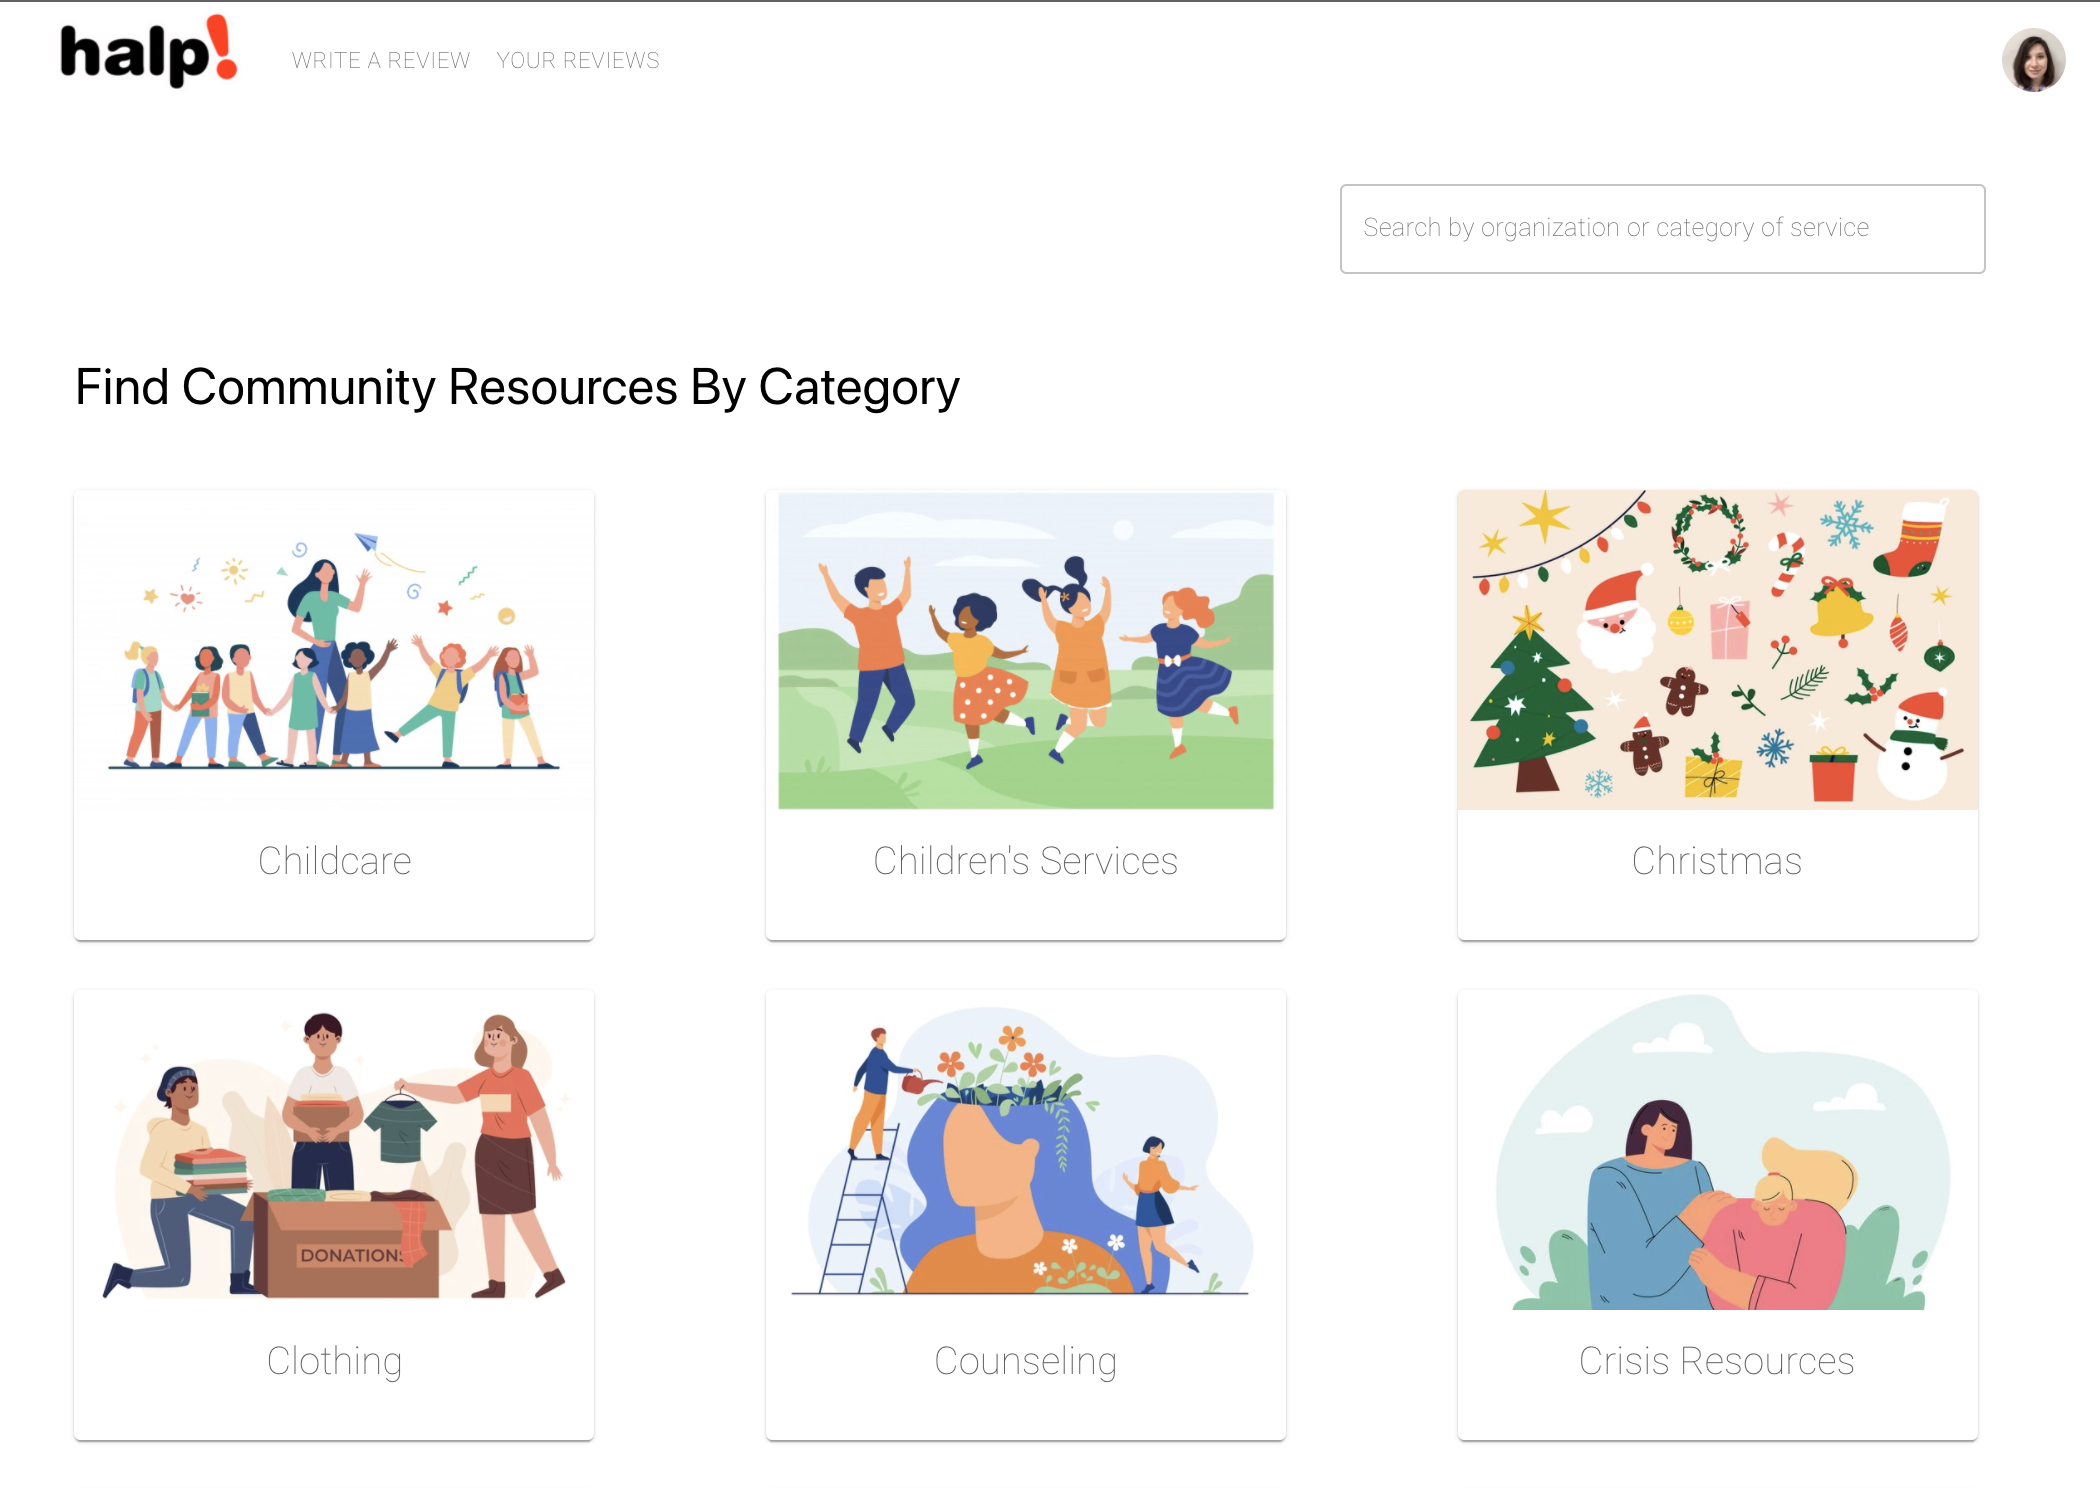 halp!
WRITE A REVIEW YOUR REVIEWS
Search by organization or category of service
Find Community Resources By Category
Childcare
Children's Services
Christmas
DONATIONS
Clothing
Counseling
Crisis Resources